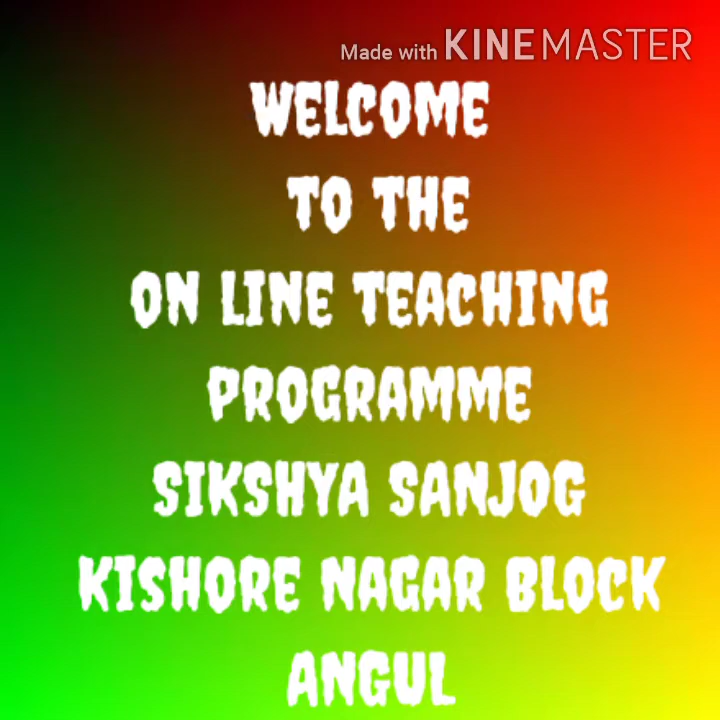 Made with KINEMASTER
WELCOME
TO THE
ON LINE TEACHING
PROGRAMME
SIKSHYA SANJOG
KISHORE NAGAR BLOCK
ANGUL